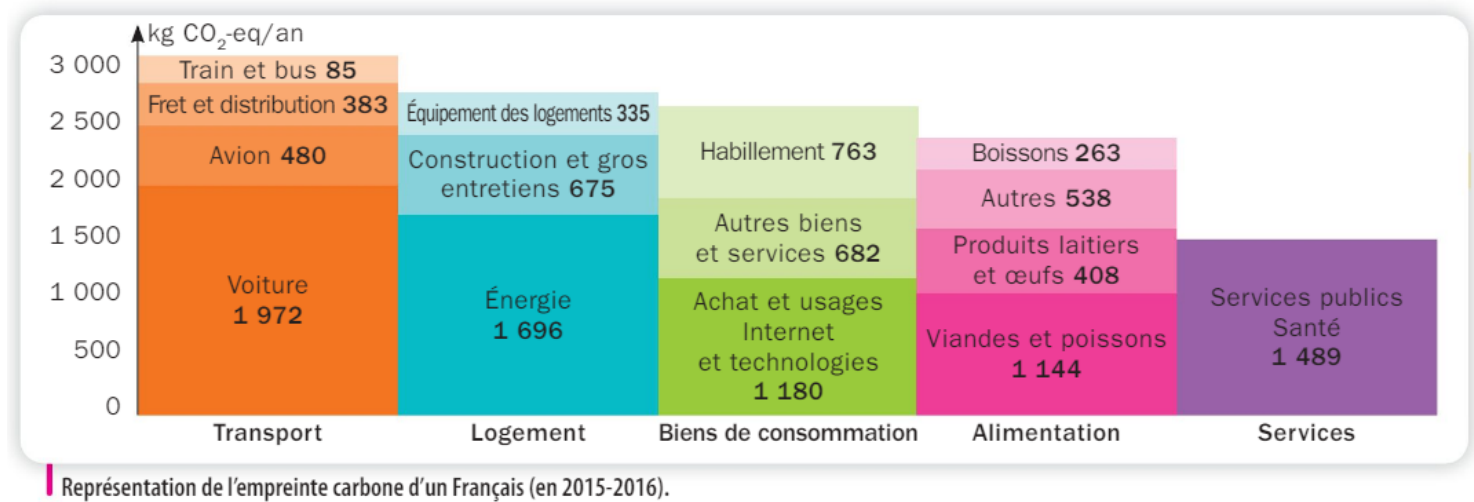 kg CO₂-eq/an
3 000
2 500
2 000
1 500
1 000
500
0
Train et bus 85
Fret et distribution 383
Avion 480
Voiture
1 972
Équipement des logements 335
Construction et gros
entretiens 675
Énergie
1 696
Habillement 763
Autres biens
et services 682
Achat et usages
Internet
et technologies
1 180
Boissons 263
Autres 538
Produits laitiers
et œufs 408
Viandes et poissons
1 144
Services publics
Santé
1 489
Transport
Logement
Biens de consommation
Alimentation
Services
Représentation de l'empreinte carbone d'un Français (en 2015-2016).